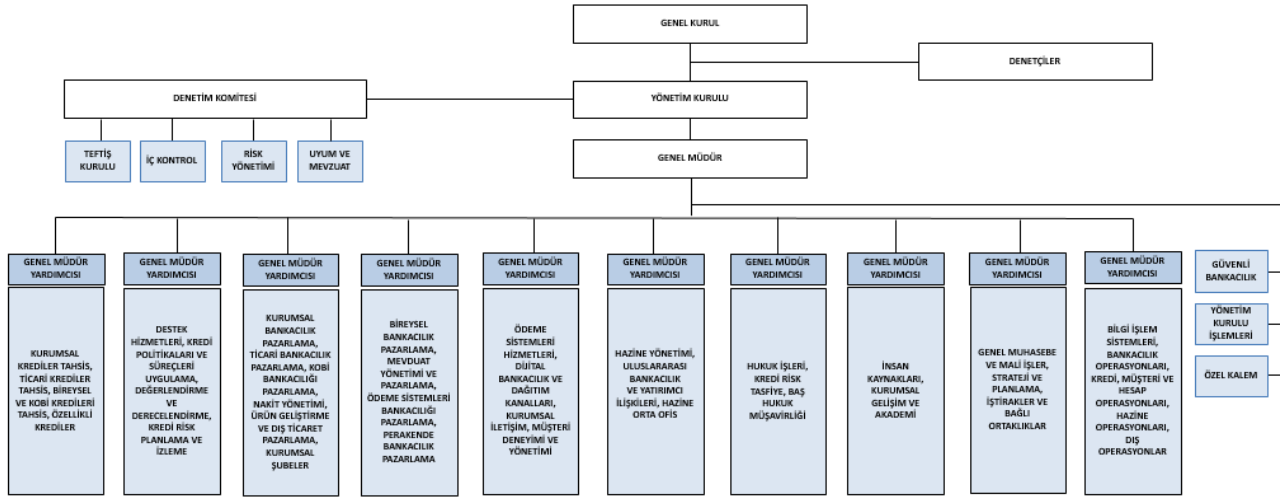 GENEL KURUL
DENETÇİLER
DENETİM KOMİTESİ
YÖNETİM KURULU
TEFTİŞ
KURULU
İÇ KONTROL
RİSK
YÖNETİMİ
UYUM VE
MEVZUAT
GENEL MÜDÜR
GENEL MÜDÜR
YARDIMCISI
KURUMSAL
KREDİLER TAHSİS,
TİCARİ KREDİLER
TAHSİS, BİREYSEL
VE KOBİ KREDİLERİ
TAHSİS, ÖZELLİKLİ
KREDİLER
GENEL MÜDÜR
YARDIMCISI
DESTEK
HİZMETLERİ, KREDİ
POLİTİKALARI VE
SÜREÇLERİ
UYGULAMA,
DEĞERLENDİRME
VE
DERECELENDİRME,
KREDİ RİSK
PLANLAMA VE
İZLEME
GENEL MÜDÜR
YARDIMCISI
KURUMSAL
BANKACILIK
PAZARLAMA,
TİCARİ BANKACILIK
PAZARLAMA, KOBİ
BANKACILIĞI
PAZARLAMA,
NAKİT YÖNETİMİ,
ÜRÜN GELİŞTİRME
VE DIŞ TİCARET
PAZARLAMA,
KURUMSAL
ŞUBELER
GENEL MÜDÜR
YARDIMCISI
BİREYSEL
BANKACILIK
PAZARLAMA,
MEVDUAT
YÖNETİMİ VE
PAZARLAMA,
ÖDEME SİSTEMLERİ
BANKACILIĞI
PAZARLAMA,
PERAKENDE
BANKACILIK
PAZARLAMA
GENEL MÜDÜR
YARDIMCISI
ÖDEME
SİSTEMLERİ
HİZMETLERİ,
DİJİTAL
BANKACILIK VE
DAĞITIM
KANALLARI,
KURUMSAL
İLETİŞİM, MÜŞTERİ
DENEYİMİ VE
YÖNETİMİ
GENEL MÜDÜR
YARDIMCISI
HAZİNE YÖNETİMİ,
ULUSLARARASI
BANKACILIK
VE YATIRIMCI
İLİŞKİLERİ, HAZİNE
ORTA OFİS
GENEL MÜDÜR
YARDIMCISI
HUKUK İŞLERİ,
KREDİ RİSK
TASFİYE, BAŞ
HUKUK
MÜŞAVİRLİĞİ
GENEL MÜDÜR
YARDIMCISI
İNSAN
KAYNAKLARI,
KURUMSAL
GELİŞİM VE
AKADEMİ
GENEL MÜDÜR
YARDIMCISI
GENEL MUHASEBE
VE MALİ İŞLER,
STRATEJİ VE
PLANLAMA,
İŞTİRAKLER VE
BAĞLI
ORTAKLIKLAR
GENEL MÜDÜR
YARDIMCISI
BİLGİ İŞLEM
SİSTEMLERİ,
BANKACILIK
OPERASYONLARI,
KREDİ, MÜŞTERİ VE
HESAP
OPERASYONLARI,
HAZİNE
OPERASYONLARI,
DIŞ
OPERASYONLAR
GÜVENLİ
BANKACILIK
YÖNETİM
KURULU
İŞLEMLERİ
ÖZEL KALEM